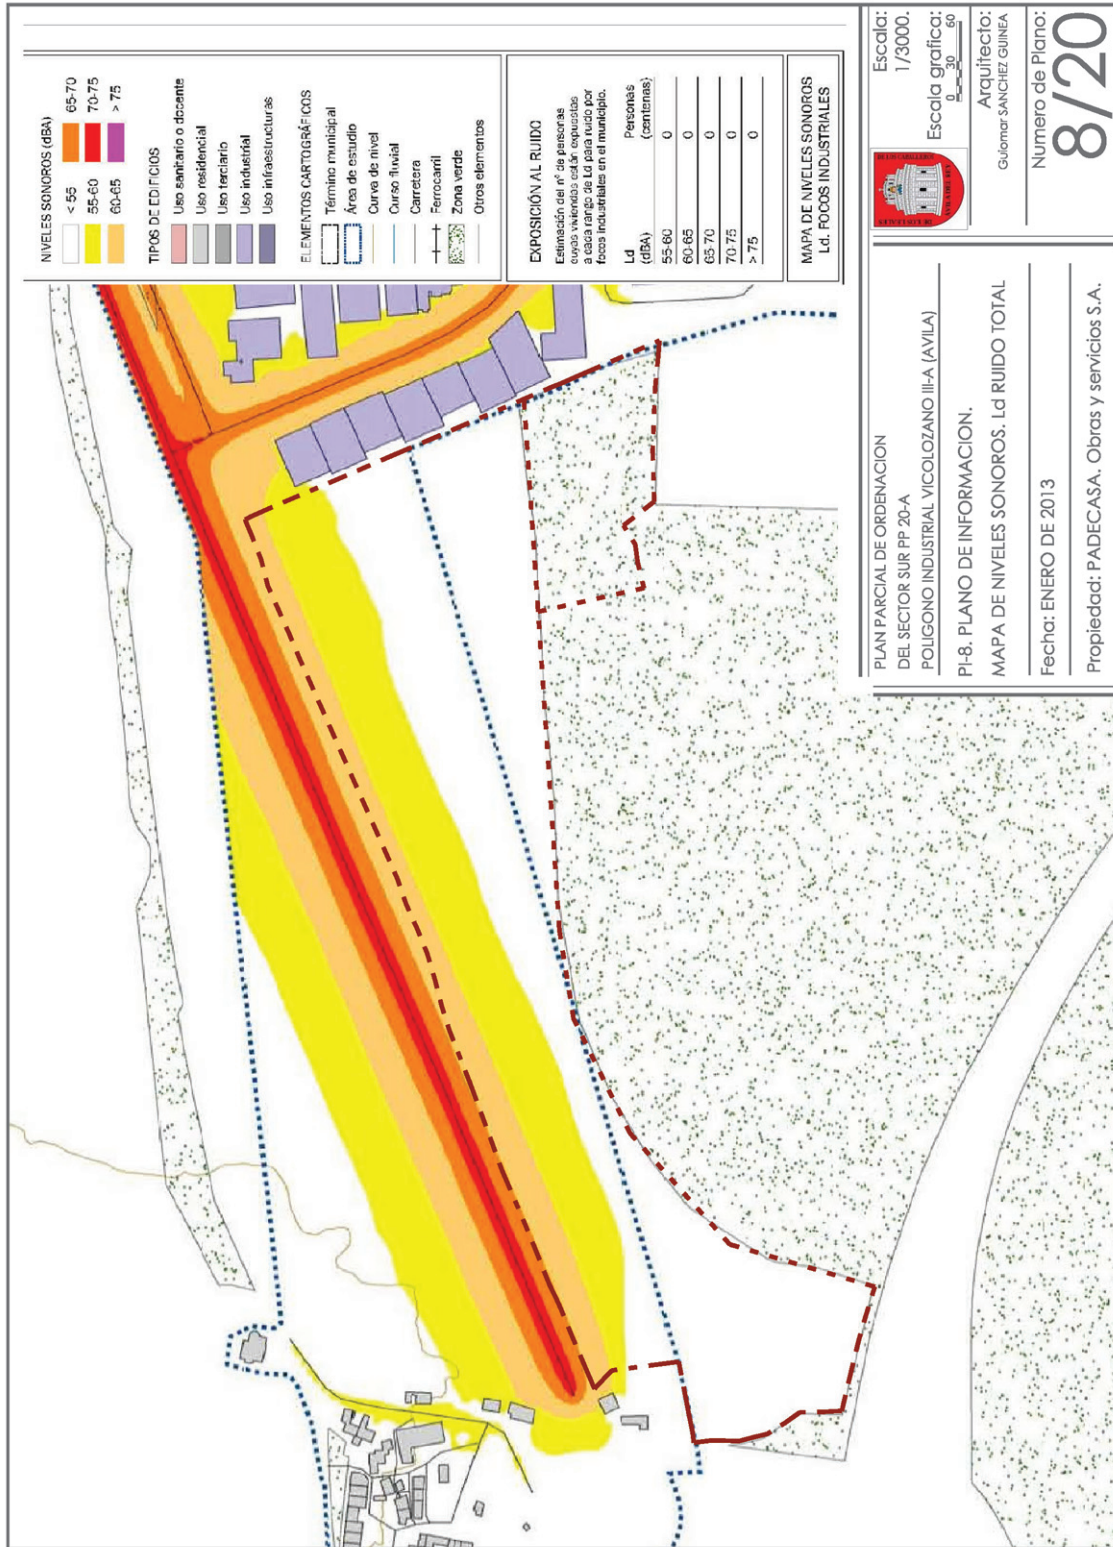 NIVELES SONOROS (dBA)
< 55
65-70
55-60
70-75
60-65
> 75
TIPOS DE EDIFICIOS
Uso sanitario o docente
Uso residencial
Uso terciario
Uso industrial
Uso infraestructuras
ELEMENTOS CARTOGRÁFICOS
Término municipal
Área de estudio
Curva de nivel
Curso fluvial
Carretera
Ferrocarril
Zona verde
Otros elementos
EXPOSICIÓN AL RUIDO
Estimación del nº de personas
cuyas viviendas están expuestas
a cada rango de Ld para ruido por
focos industriales en el municipio.
Ld
(dBA)
Personas
(centenas)
55-60 0
60-65 0
65-70 0
70-75 0
> 75 0
MAPA DE NIVELES SONOROS
Ld. FOCOS INDUSTRIALES
PLAN PARCIAL DE ORDENACION
DEL SECTOR SUR PP 20-A
POLIGONO INDUSTRIAL VICOLOZANO III-A (AVILA)
PI-8. PLANO DE INFORMACION.
MAPA DE NIVELES SONOROS. Ld RUIDO TOTAL
Fecha: ENERO DE 2013
Propiedad: PADECASA. Obras y servicios S.A.
Escala:
1/3000.
Escala grafica:
0 30 60
Arquitecto:
Guiomar SANCHEZ GUINEA
Numero de Plano:
8/20